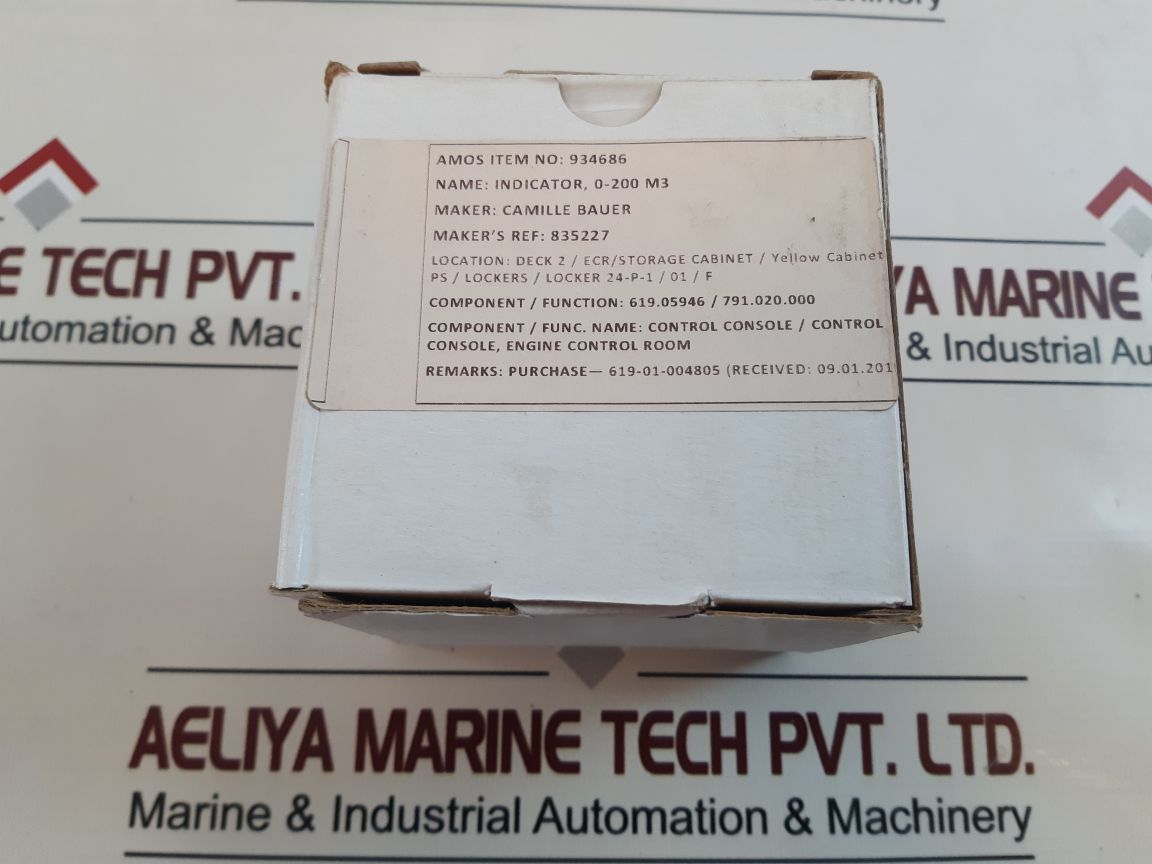 achinery
AMOS ITEM NO: 934686
NAME: INDICATOR, 0-200 M3
MAKER: CAMILLE BAUER
MAKER'S REF: 835227
LOCATION: DECK 2 / ECR/STORAGE CABINET / Yellow Cabinet
PS / LOCKERS / LOCKER 24-P-1 / 01 / F
COMPONENT / FUNCTION: 619.05946 / 791.020.000
COMPONENT / FUNC. NAME: CONTROL CONSOLE / CONTROL
CONSOLE, ENGINE CONTROL ROOM
REMARKS: PURCHASE— 619-01-004805 (RECEIVED: 09.01.201
E TECH PVT.
utomation & Mac
YA MARINE
& Industrial Au
AELIYA MARINE TECH PVT. LTD.
Marine & Industrial Automation & Machinery